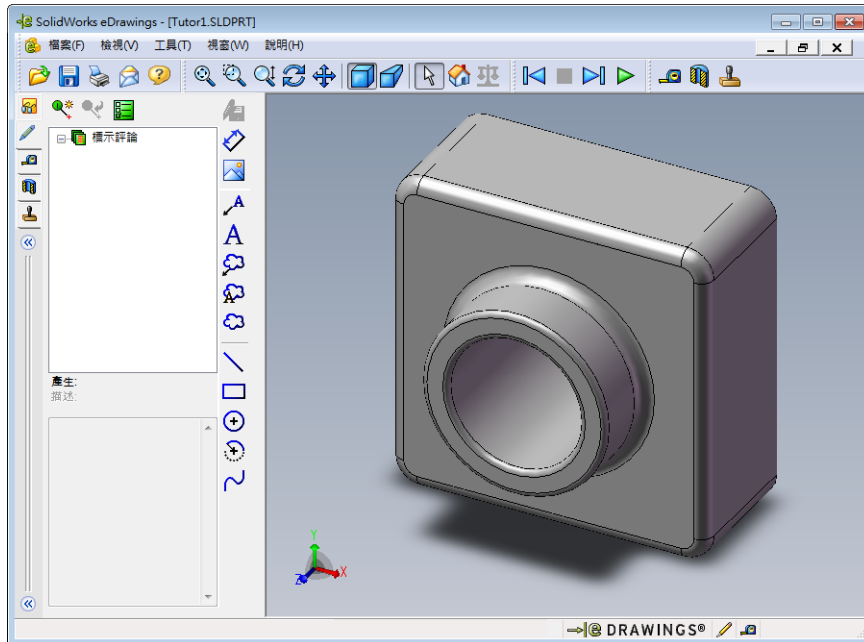 SolidWorks eDrawings - [Tutor1.SLDPRT]
檔案(F) 檢視(V) 工具(T) 視窗(W) 說明(H)
標示評論
A
A
A
產生:
描述:
Y
Z
X
e DRAWINGS®